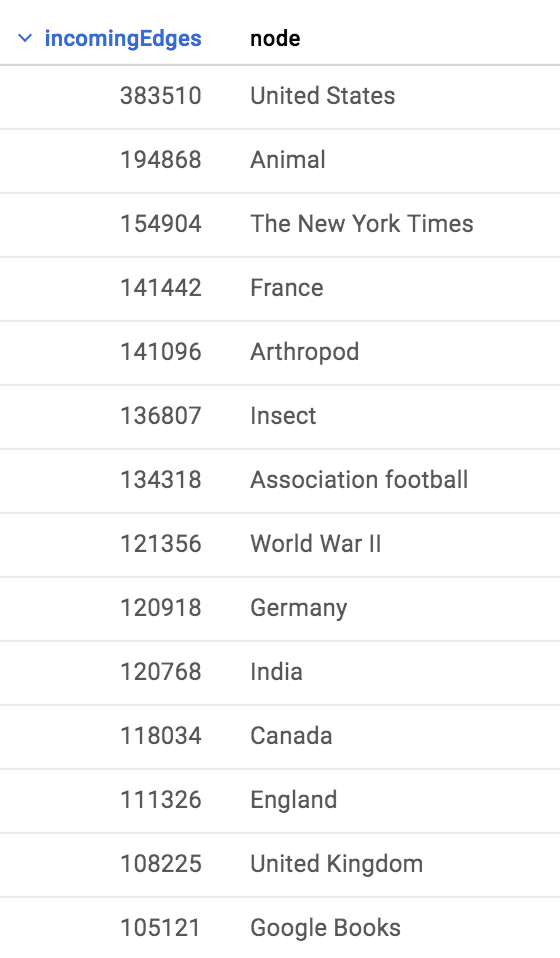 incomingEdges node
383510 United States
194868 Animal
154904 The New York Times
141442 France
141096 Arthropod
136807 Insect
134318 Association football
121356 World War II
120918 Germany
120768 India
118034 Canada
111326 England
108225 United Kingdom
105121 Google Books